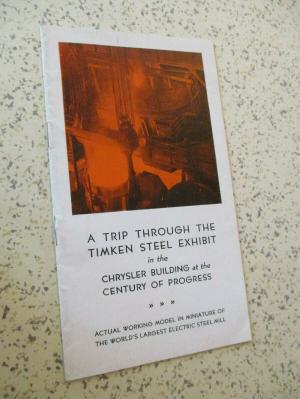 A TRIP THROUGH THE
TIMKEN STEEL EXHIBIT
in the
CHRYSLER BUILDING at the
CENTURY OF PROGRESS
» » »
ACTUAL WORKING MODEL IN MINIATURE OF
THE WORLD'S LARGEST ELECTRIC STEEL MILL